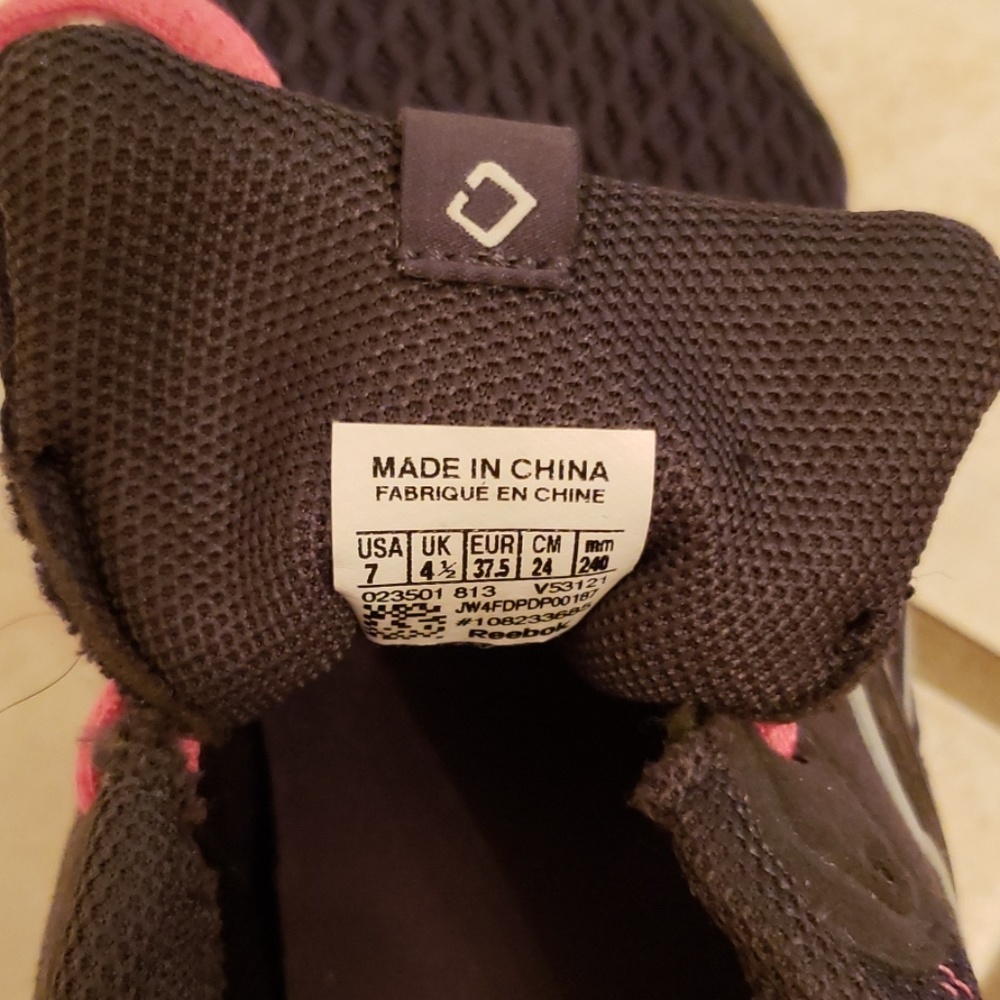 MADE IN CHINA
FABRIQUÉ EN CHINE
USA UK EUR CM mm
7 4½ 37.5 24 240
023501 813 V53121
JW4FDPDP00187
#108233685
Reebok